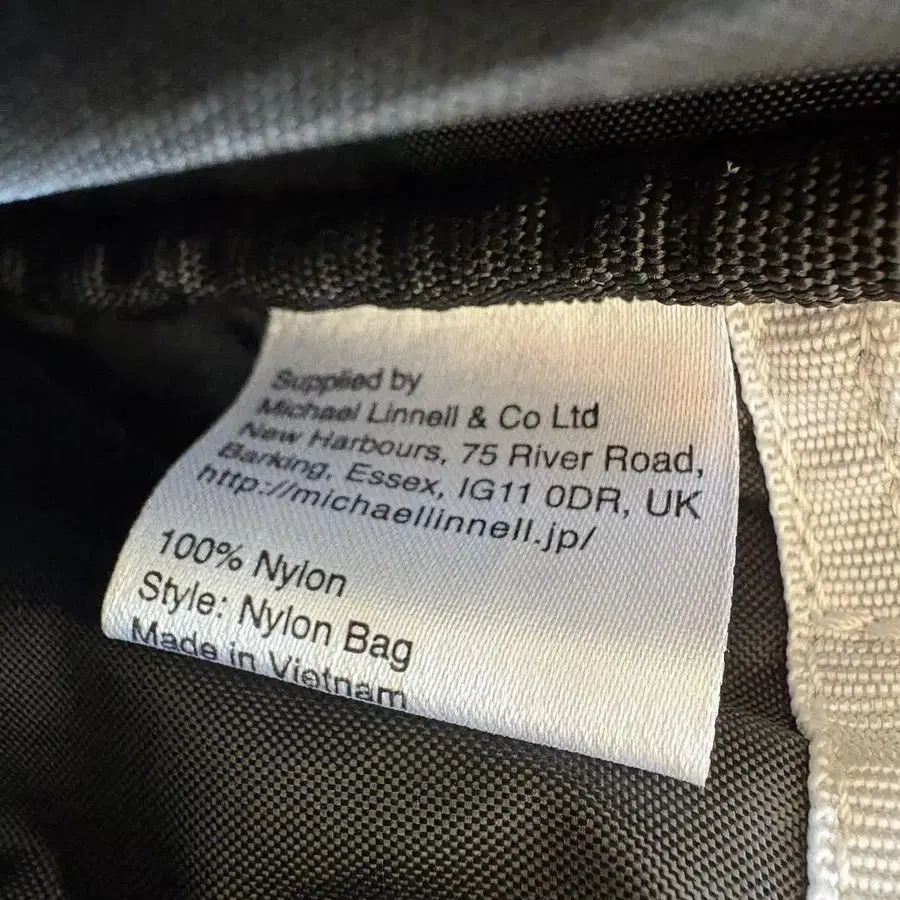 Supplied by
Michael Linnell & Co Ltd
New Harbours, 75 River Road,
Barking, Essex, IG11 0DR, UK
http://michaellinnell.jp/
100% Nylon
Style: Nylon Bag
Made in Vietnam